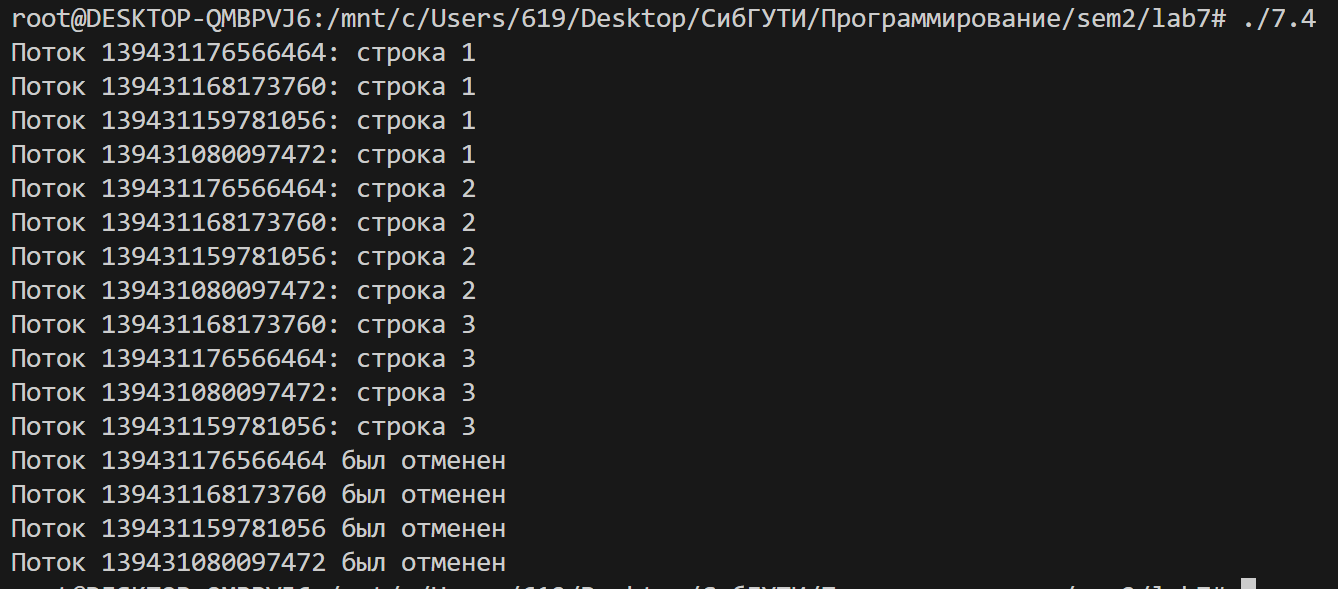 root@DESKTOP-QMBPVJ6:/mnt/c/Users/619/Desktop/СибГУТИ/Программирование/sem2/lab7# ./7.4
Поток 139431176566464: строка 1
Поток 139431168173760: строка 1
Поток 139431159781056: строка 1
Поток 139431080097472: строка 1
Поток 139431176566464: строка 2
Поток 139431168173760: строка 2
Поток 139431159781056: строка 2
Поток 139431080097472: строка 2
Поток 139431168173760: строка 3
Поток 139431176566464: строка 3
Поток 139431080097472: строка 3
Поток 139431159781056: строка 3
Поток 139431176566464 был отменен
Поток 139431168173760 был отменен
Поток 139431159781056 был отменен
Поток 139431080097472 был отменен